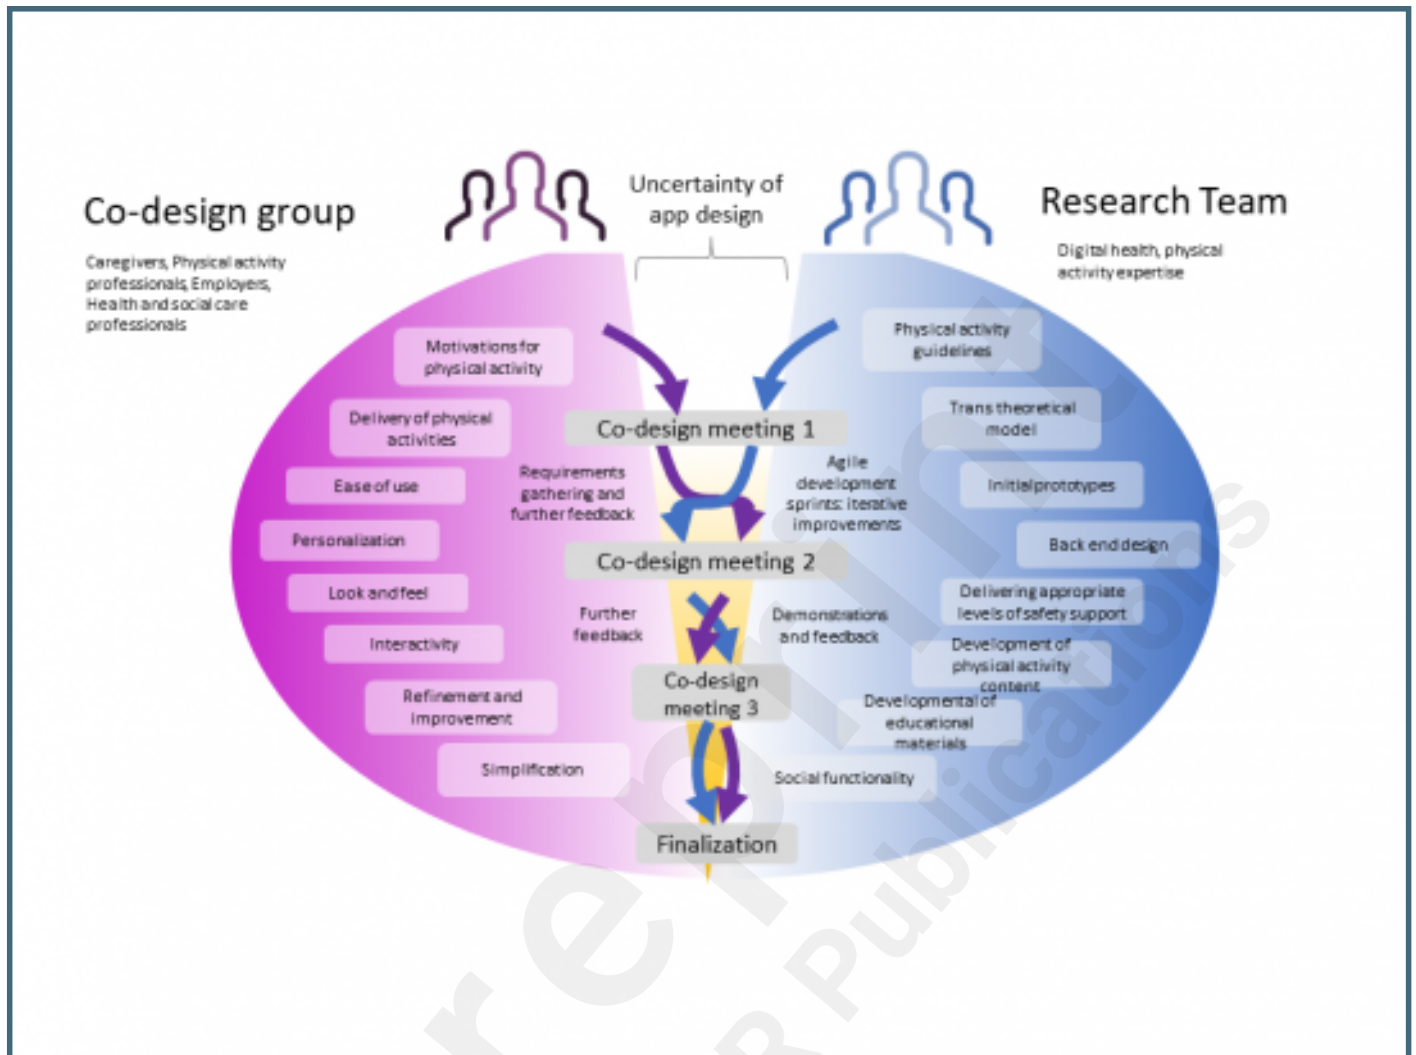 Uncertainty of
app design
Co-design group
Research Team
Caregivers, Physical activity
professionals, Employers,
Health and social care
professionals
Digital health, physical
activity expertise
Motivations for
physical activity
Delivery of physical
activities
Ease of use
Personalization
Look and feel
Interactivity
Refinement and
improvement
Simplification
Co-design meeting 1
Requirements
gathering and
further feedback
Agile
development
sprints: iterative
improvements
Co-design meeting 2
Further
feedback
Demonstrations
and feedback
Co-design
meeting 3
Finalization
Physical activity
guidelines
Trans theoretical
model
Initial prototypes
Back end design
Delivering appropriate
levels of safety support
Development of
physical activity
content
Developmental of
educational
materials
Social functionality
reprint
R Publications